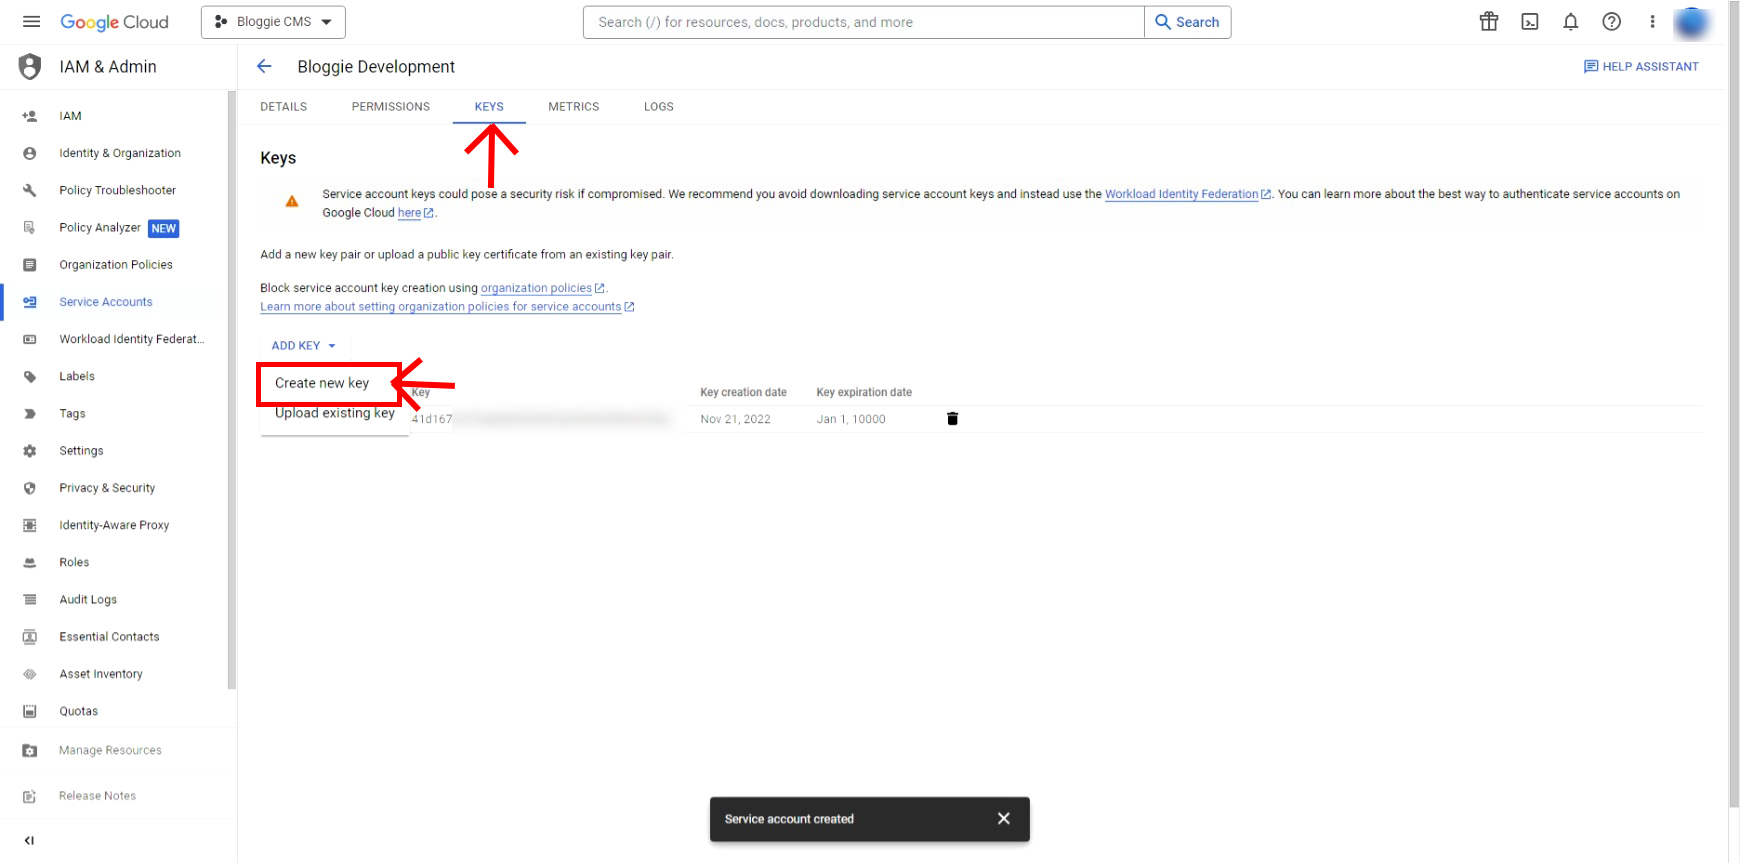 Google Cloud
Bloggie CMS
Search (/) for resources, docs, products, and more
Search
IAM & Admin
Bloggie Development
HELP ASSISTANT
DETAILS
PERMISSIONS
KEYS
METRICS
LOGS
IAM
Identity & Organization
Policy Troubleshooter
Policy Analyzer NEW
Organization Policies
Service Accounts
Workload Identity Federat...
Labels
Tags
Settings
Privacy & Security
Identity-Aware Proxy
Roles
Audit Logs
Essential Contacts
Asset Inventory
Quotas
Manage Resources
Release Notes
Keys
Service account keys could pose a security risk if compromised. We recommend you avoid downloading service account keys and instead use the Workload Identity Federation. You can learn more about the best way to authenticate service accounts on
Google Cloud here.
Add a new key pair or upload a public key certificate from an existing key pair.
Block service account key creation using organization policies.
Learn more about setting organization policies for service accounts
ADD KEY
Create new key
Upload existing key
Key
Key creation date
Key expiration date
41d167
Nov 21, 2022
Jan 1, 10000
Service account created